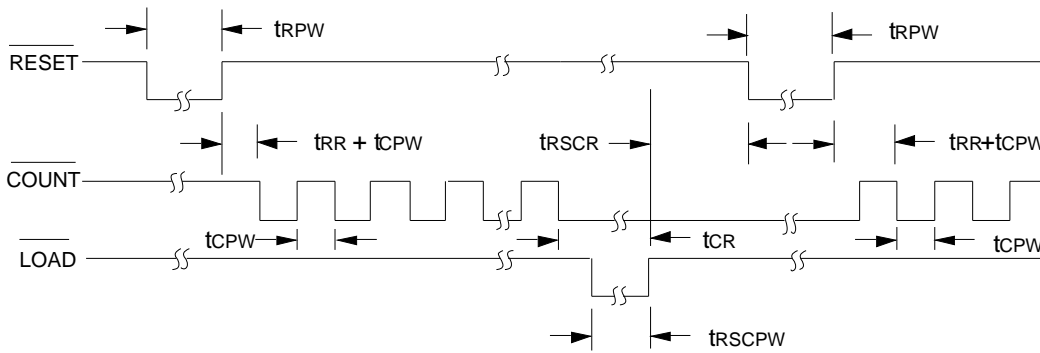 tRPW
tRPW
RESET
tRR + tCPW
tRSCR
tRR+tCPW
COUNT
tCPW
tCR
tCPW
LOAD
tRSCPW